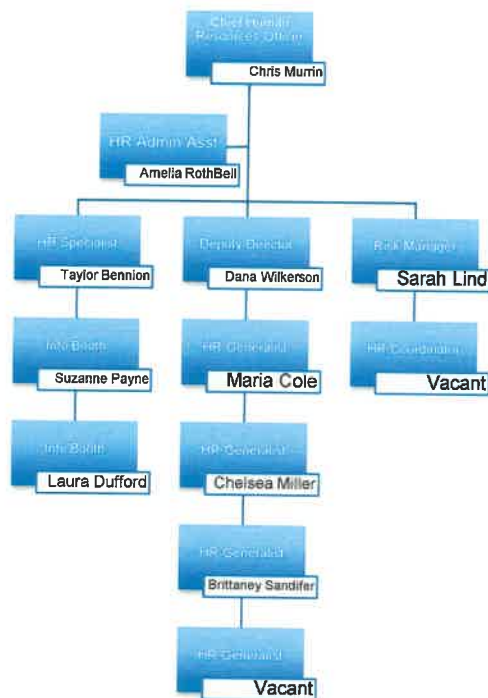 Chief Human
Resources Officer
Chris Murrin
HR Admin Asst
Amelia RothBell
HR Specialist
Taylor Bennion
Deputy Director
Dana Wilkerson
Risk Manager
Sarah Lind
Info Booth
Suzanne Payne
HR Generalist
Maria Cole
HR Coordinator
Vacant
Info Booth
Laura Dufford
HR Generalist
Chelsea Miller
HR Generalist
Brittaney Sandifer
HR Generalist
Vacant